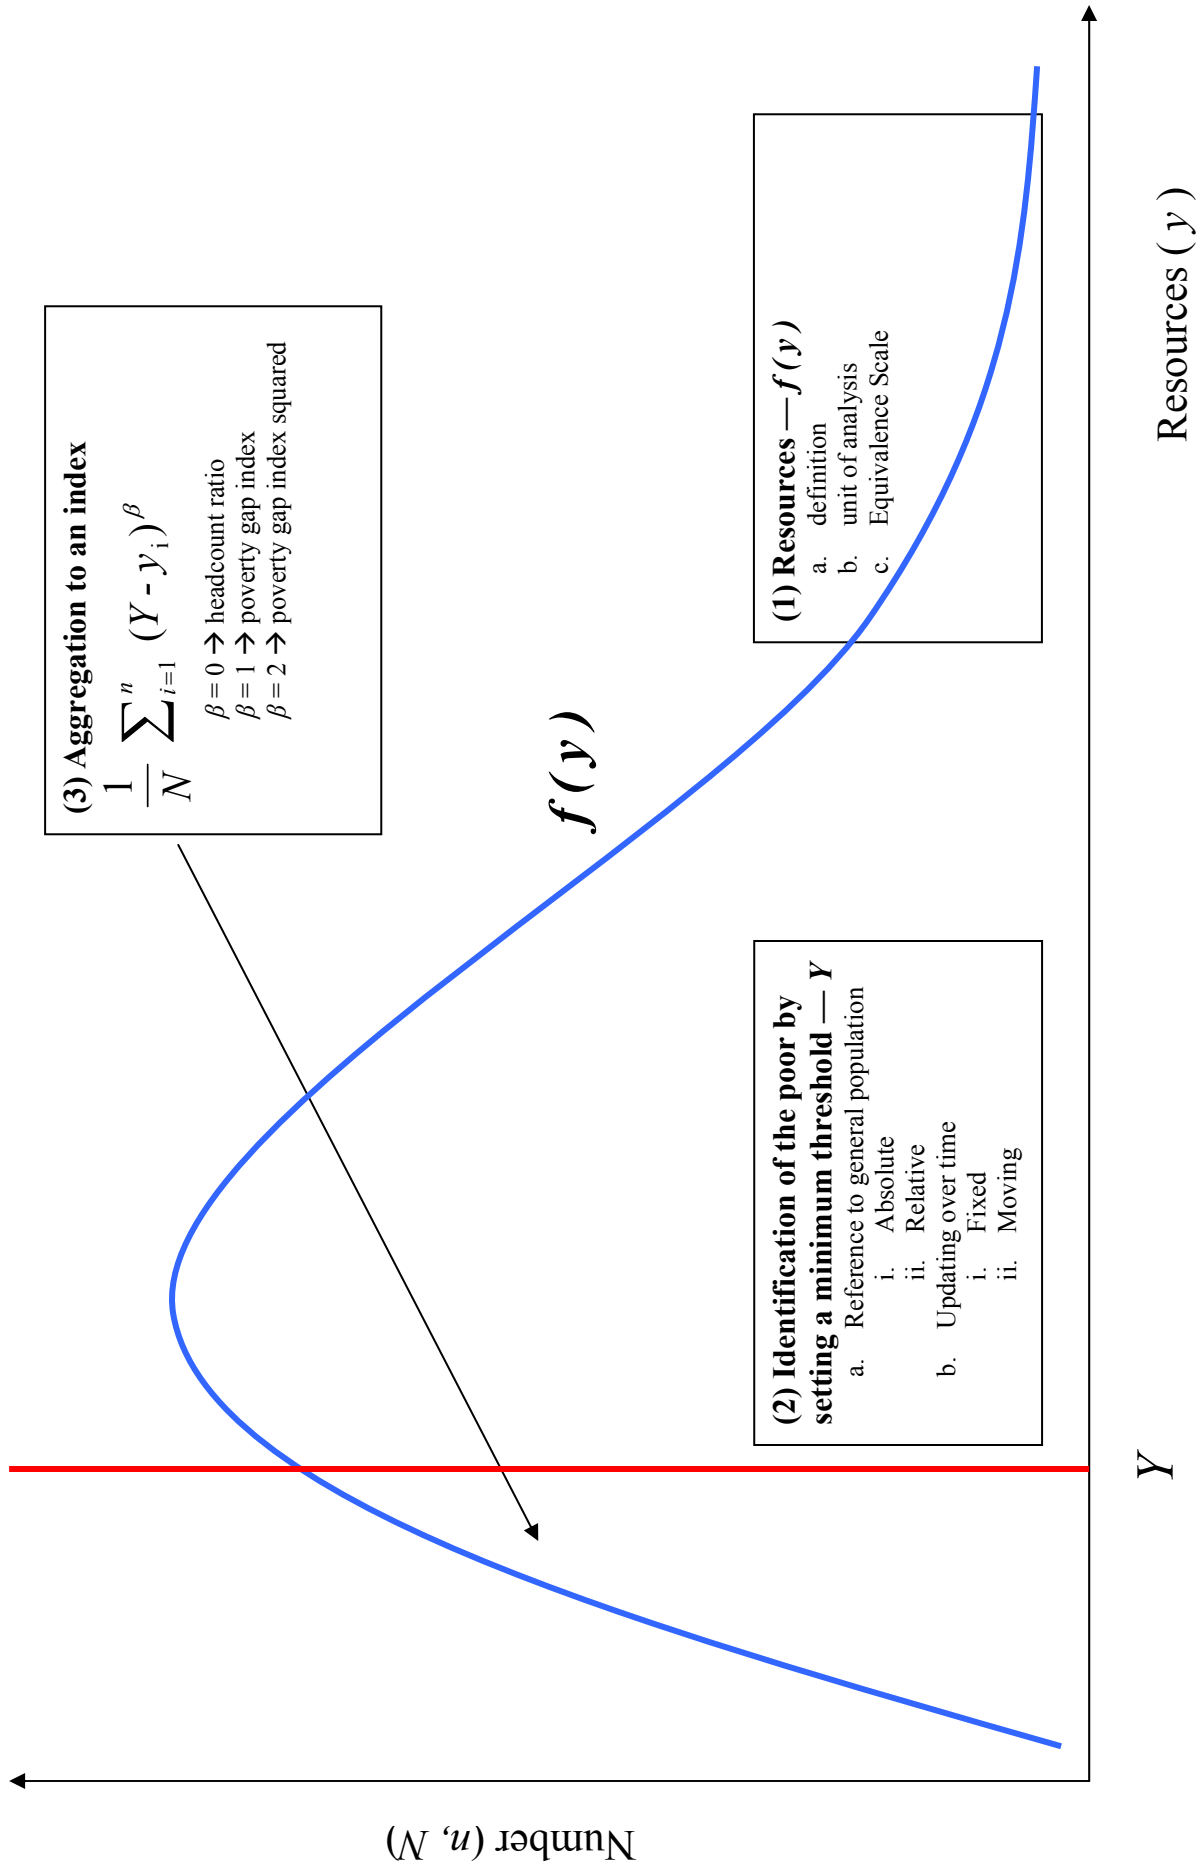 (3) Aggregation to an index
1/N ∑ⁿᵢ₌₁ (Y - yᵢ)^β
β = 0 → headcount ratio
β = 1 → poverty gap index
β = 2 → poverty gap index squared
f ( y )
(2) Identification of the poor by
setting a minimum threshold — Y
a. Reference to general population
i. Absolute
ii. Relative
b. Updating over time
i. Fixed
ii. Moving
(1) Resources — f ( y )
a. definition
b. unit of analysis
c. Equivalence Scale
Number (n, N)
Y
Resources ( y )